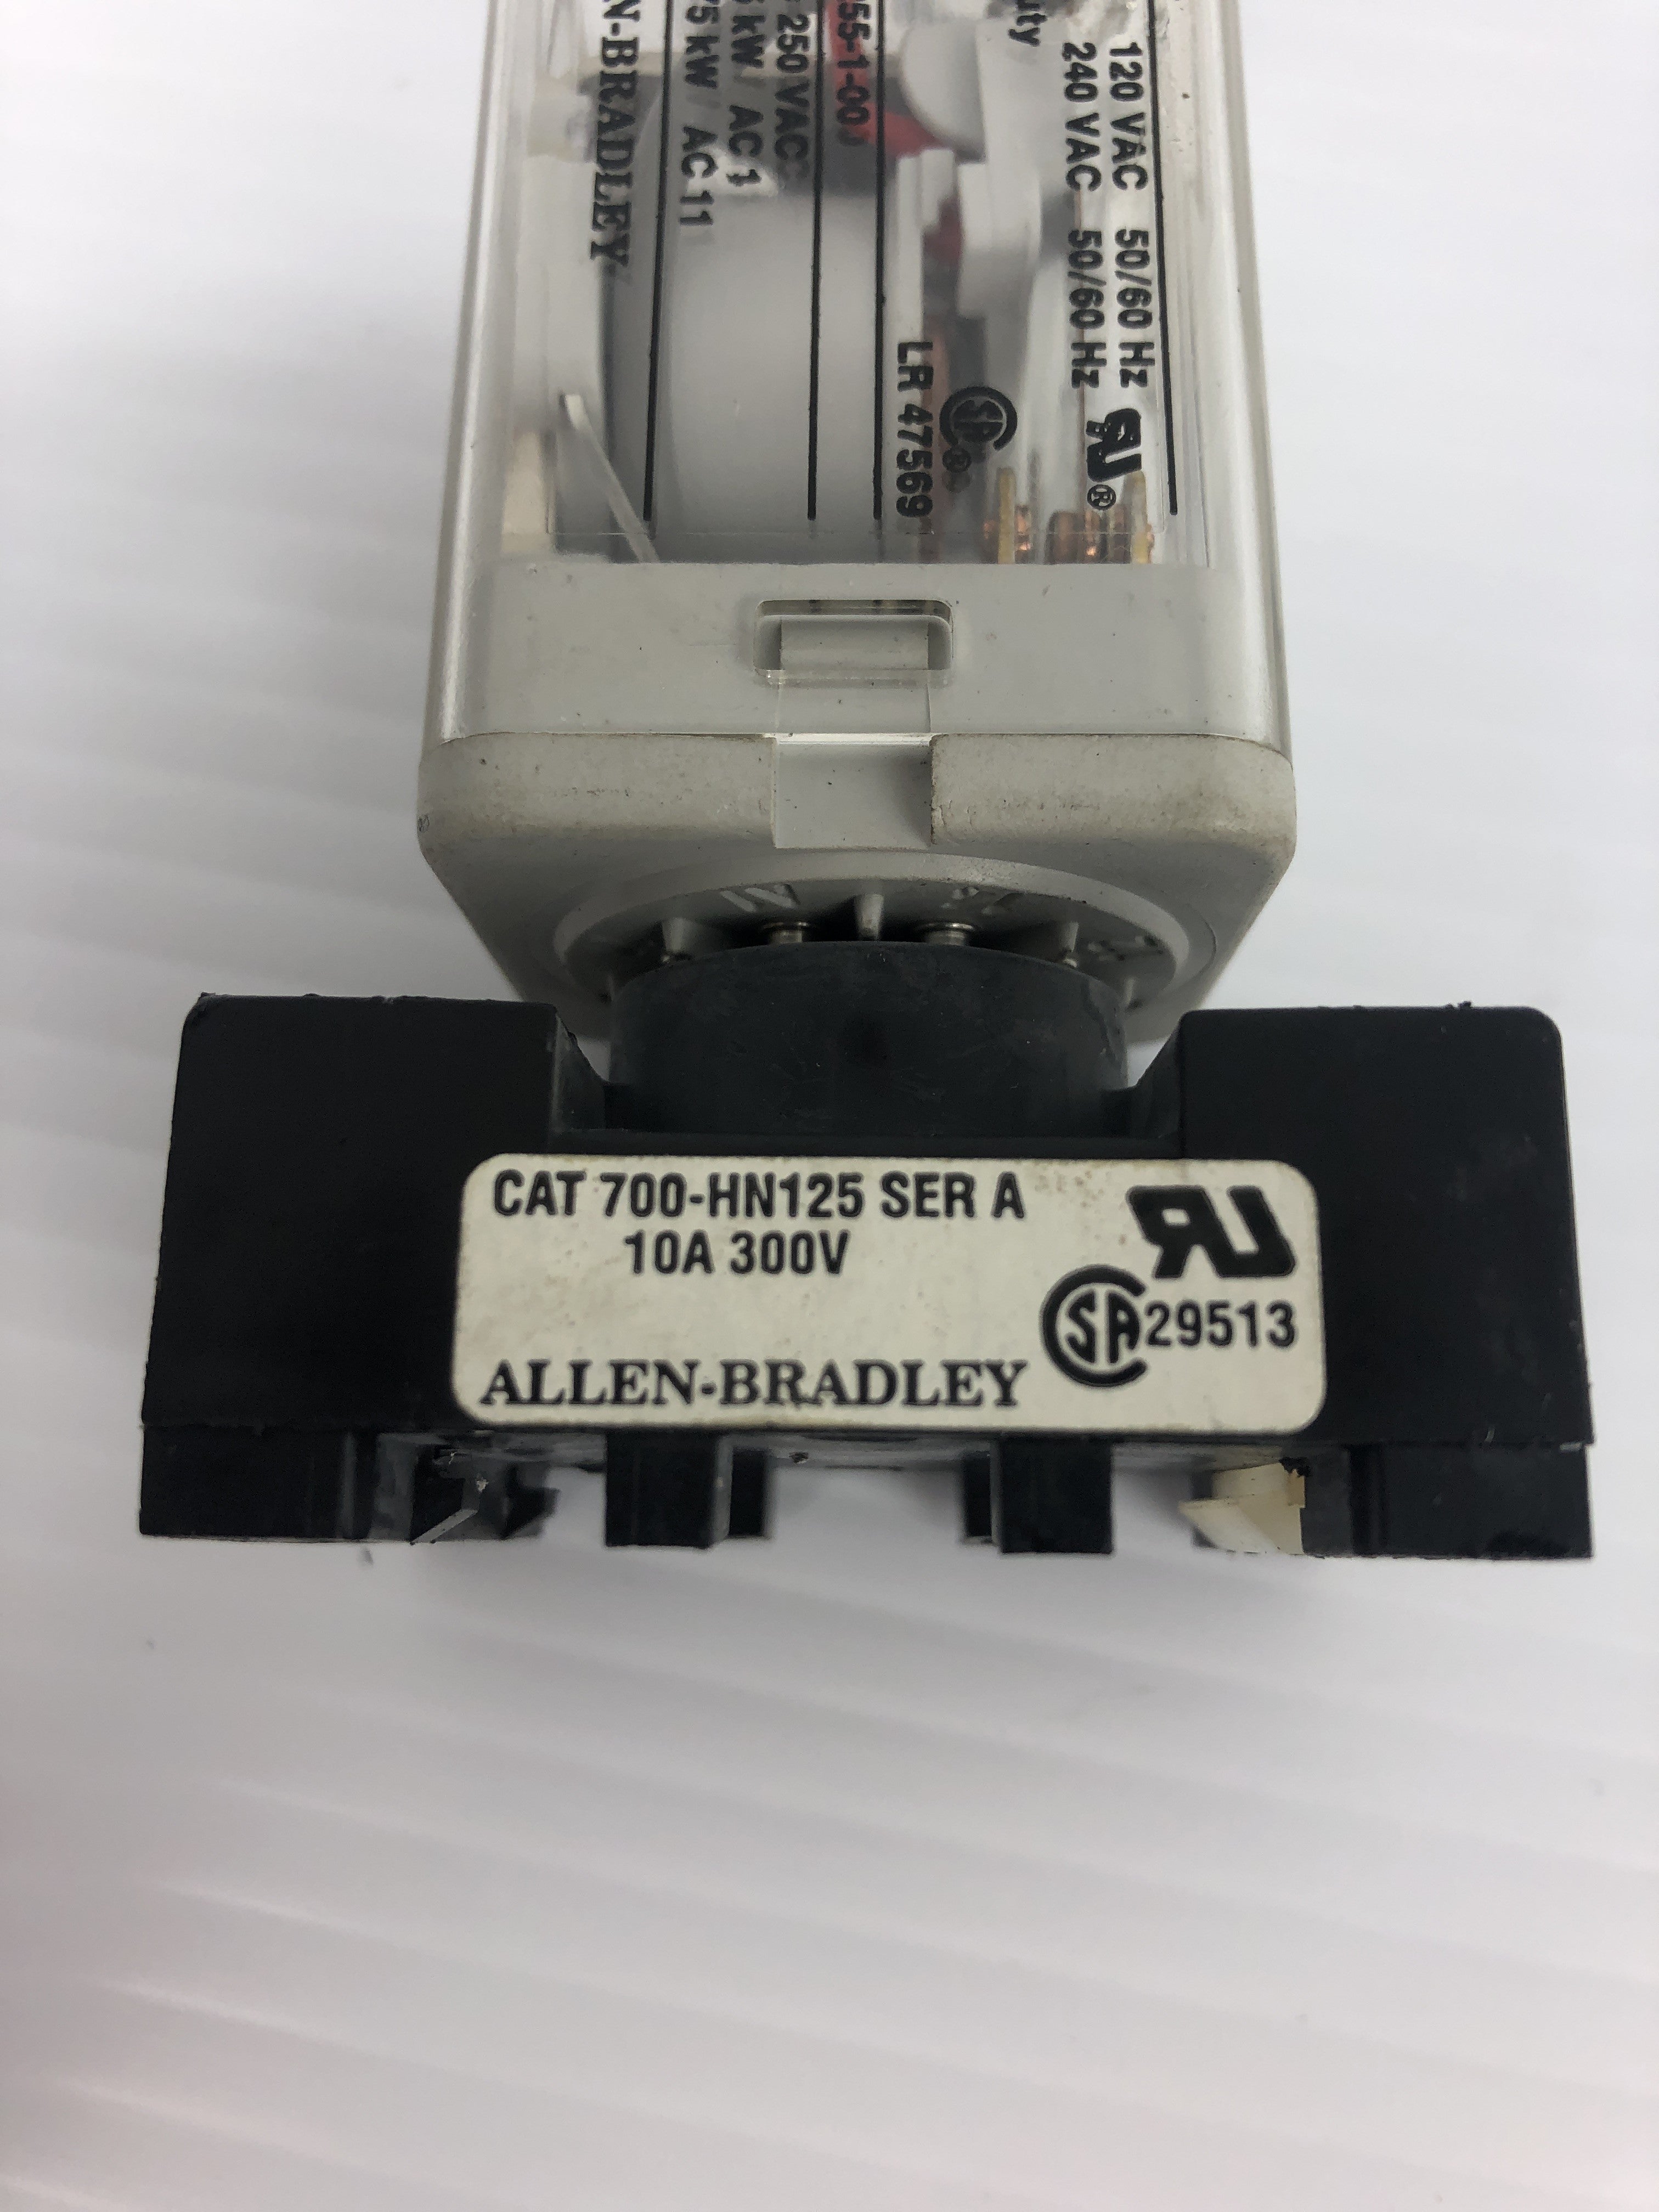 120 VAC 50/60 Hz
240 VAC 50/60 Hz
LR 47569
250 VAC
kW / AC 1
75 kW / AC 11
N-BRADLEY
CAT 700-HN125 SER A
10A 300V
29513
ALLEN-BRADLEY